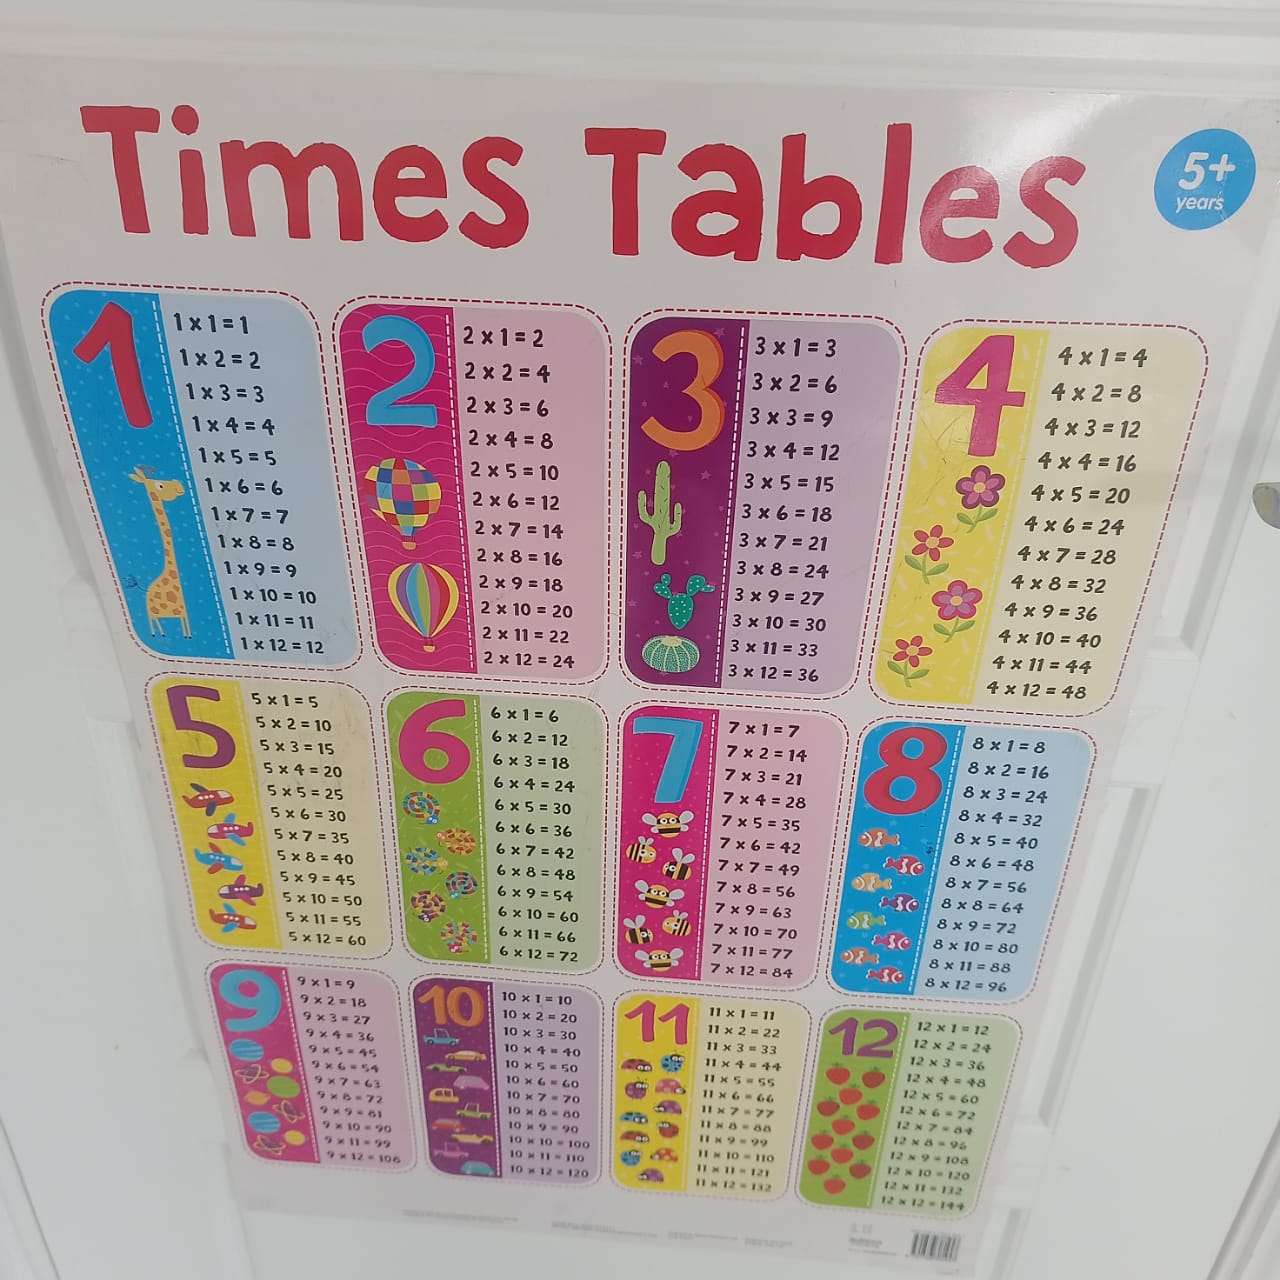 Times Tables
5+
years
1
1 x 1 = 1
1 x 2 = 2
1 x 3 = 3
1 x 4 = 4
1 x 5 = 5
1 x 6 = 6
1 x 7 = 7
1 x 8 = 8
1 x 9 = 9
1 x 10 = 10
1 x 11 = 11
1 x 12 = 12
2
2 x 1 = 2
2 x 2 = 4
2 x 3 = 6
2 x 4 = 8
2 x 5 = 10
2 x 6 = 12
2 x 7 = 14
2 x 8 = 16
2 x 9 = 18
2 x 10 = 20
2 x 11 = 22
2 x 12 = 24
3
3 x 1 = 3
3 x 2 = 6
3 x 3 = 9
3 x 4 = 12
3 x 5 = 15
3 x 6 = 18
3 x 7 = 21
3 x 8 = 24
3 x 9 = 27
3 x 10 = 30
3 x 11 = 33
3 x 12 = 36
4
4 x 1 = 4
4 x 2 = 8
4 x 3 = 12
4 x 4 = 16
4 x 5 = 20
4 x 6 = 24
4 x 7 = 28
4 x 8 = 32
4 x 9 = 36
4 x 10 = 40
4 x 11 = 44
4 x 12 = 48
5
5 x 1 = 5
5 x 2 = 10
5 x 3 = 15
5 x 4 = 20
5 x 5 = 25
5 x 6 = 30
5 x 7 = 35
5 x 8 = 40
5 x 9 = 45
5 x 10 = 50
5 x 11 = 55
5 x 12 = 60
6
6 x 1 = 6
6 x 2 = 12
6 x 3 = 18
6 x 4 = 24
6 x 5 = 30
6 x 6 = 36
6 x 7 = 42
6 x 8 = 48
6 x 9 = 54
6 x 10 = 60
6 x 11 = 66
6 x 12 = 72
7
7 x 1 = 7
7 x 2 = 14
7 x 3 = 21
7 x 4 = 28
7 x 5 = 35
7 x 6 = 42
7 x 7 = 49
7 x 8 = 56
7 x 9 = 63
7 x 10 = 70
7 x 11 = 77
7 x 12 = 84
8
8 x 1 = 8
8 x 2 = 16
8 x 3 = 24
8 x 4 = 32
8 x 5 = 40
8 x 6 = 48
8 x 7 = 56
8 x 8 = 64
8 x 9 = 72
8 x 10 = 80
8 x 11 = 88
8 x 12 = 96
9
9 x 1 = 9
9 x 2 = 18
9 x 3 = 27
9 x 4 = 36
9 x 5 = 45
9 x 6 = 54
9 x 7 = 63
9 x 8 = 72
9 x 9 = 81
9 x 10 = 90
9 x 11 = 99
9 x 12 = 108
10
10 x 1 = 10
10 x 2 = 20
10 x 3 = 30
10 x 4 = 40
10 x 5 = 50
10 x 6 = 60
10 x 7 = 70
10 x 8 = 80
10 x 9 = 90
10 x 10 = 100
10 x 11 = 110
10 x 12 = 120
11
11 x 1 = 11
11 x 2 = 22
11 x 3 = 33
11 x 4 = 44
11 x 5 = 55
11 x 6 = 66
11 x 7 = 77
11 x 8 = 88
11 x 9 = 99
11 x 10 = 110
11 x 11 = 121
11 x 12 = 132
12
12 x 1 = 12
12 x 2 = 24
12 x 3 = 36
12 x 4 = 48
12 x 5 = 60
12 x 6 = 72
12 x 7 = 84
12 x 8 = 96
12 x 9 = 108
12 x 10 = 120
12 x 11 = 132
12 x 12 = 144